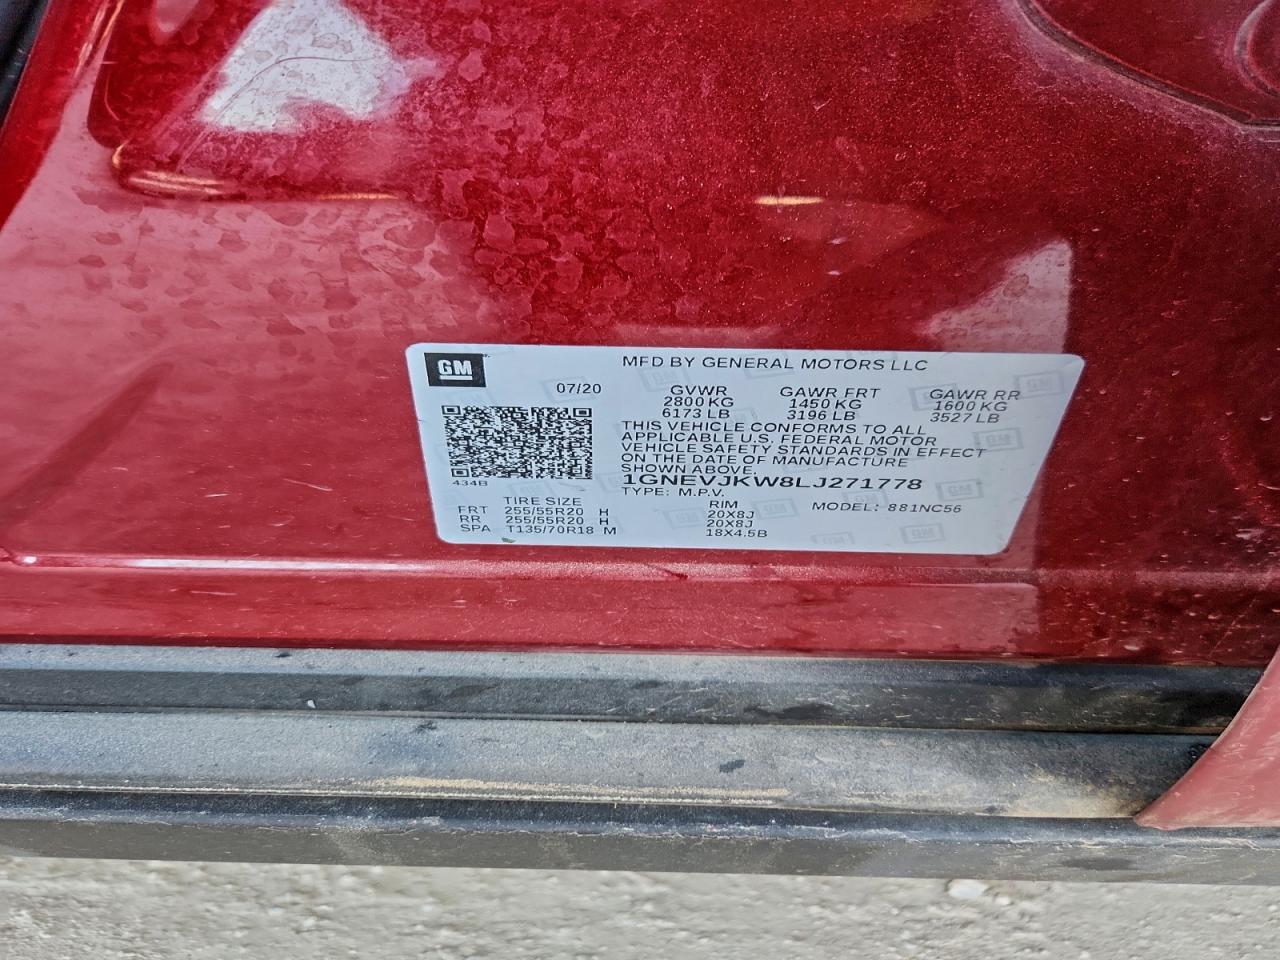 GM
MFD BY GENERAL MOTORS LLC
07/20
GVWR GAWR FRT GAWR RR
2800 KG 1450 KG 1600 KG
6173 LB 3196 LB 3527 LB
THIS VEHICLE CONFORMS TO ALL
APPLICABLE U.S. FEDERAL MOTOR
VEHICLE SAFETY STANDARDS IN EFFECT
ON THE DATE OF MANUFACTURE
SHOWN ABOVE.
434B
1GNEVJKW8LJ271778
TYPE: M.P.V.
TIRE SIZE RIM MODEL: 881NC56
FRT 255/55R20 H 20X8J
RR 255/55R20 H 20X8J
SPA T135/70R18 M 18X4.5B